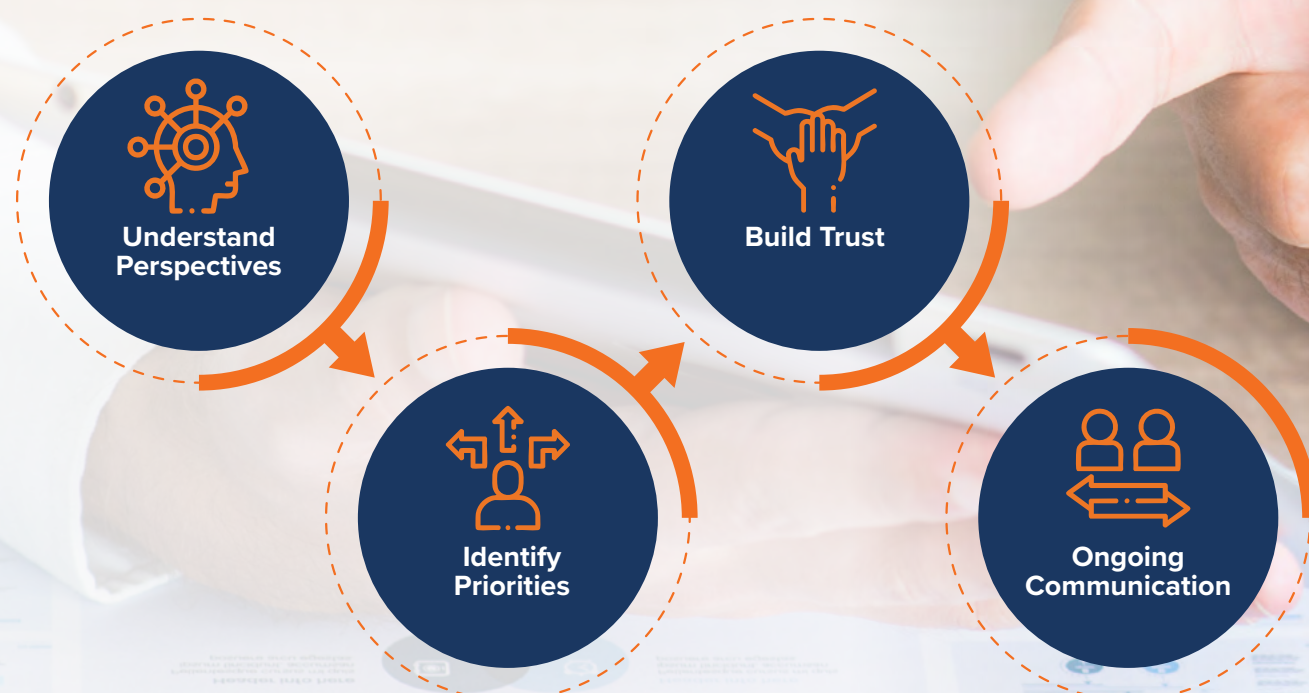 Understand
Perspectives
Identify
Priorities
Build Trust
Ongoing
Communication